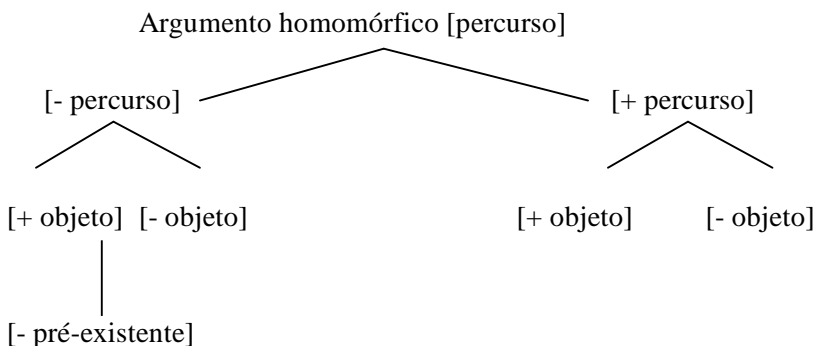 Argumento homomórfico [percurso]
[- percurso] [+ percurso]
[+ objeto] [- objeto] [+ objeto] [- objeto]
[- pré-existente]